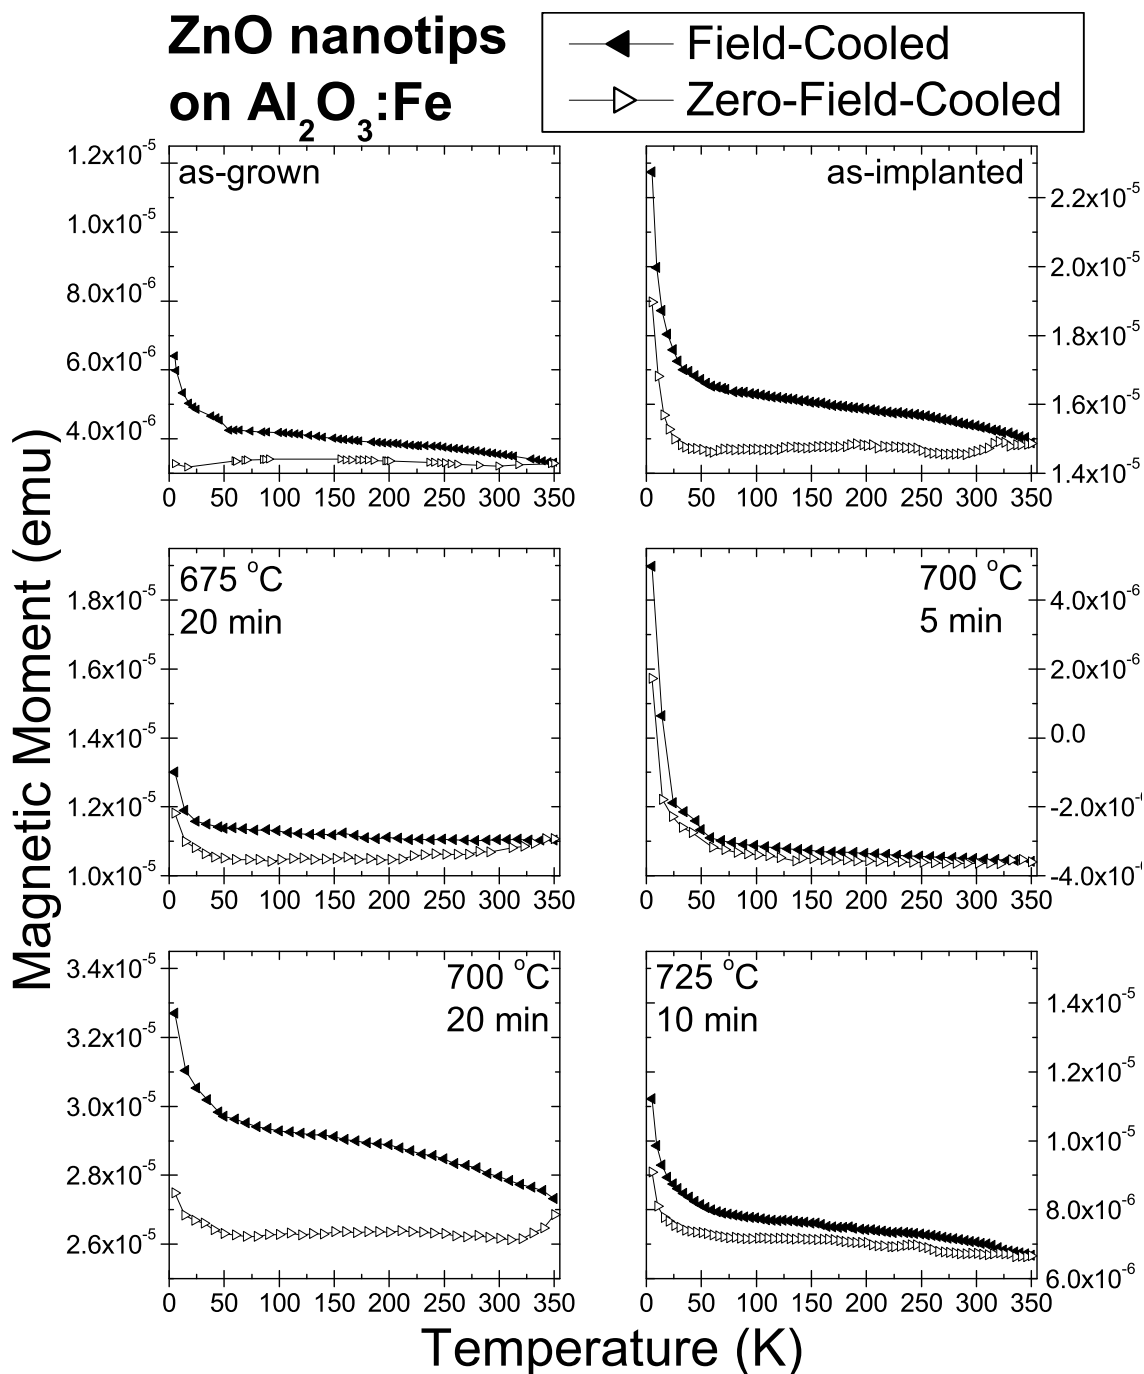 ZnO nanotips
on Al₂O₃:Fe
Field-Cooled
Zero-Field-Cooled
Magnetic Moment (emu)
as-grown
1.2x10⁻⁵
1.0x10⁻⁵
8.0x10⁻⁶
6.0x10⁻⁶
4.0x10⁻⁶
0 50 100 150 200 250 300 350
as-implanted
2.2x10⁻⁵
2.0x10⁻⁵
1.8x10⁻⁵
1.6x10⁻⁵
1.4x10⁻⁵
0 50 100 150 200 250 300 350
675 °C
20 min
1.8x10⁻⁵
1.6x10⁻⁵
1.4x10⁻⁵
1.2x10⁻⁵
1.0x10⁻⁵
0 50 100 150 200 250 300 350
700 °C
5 min
4.0x10⁻⁶
2.0x10⁻⁶
0.0
-2.0x10⁻
-4.0x10⁻
0 50 100 150 200 250 300 350
700 °C
20 min
3.4x10⁻⁵
3.2x10⁻⁵
3.0x10⁻⁵
2.8x10⁻⁵
2.6x10⁻⁵
0 50 100 150 200 250 300 350
725 °C
10 min
1.4x10⁻⁵
1.2x10⁻⁵
1.0x10⁻⁵
8.0x10⁻⁶
6.0x10⁻⁶
0 50 100 150 200 250 300 350
Temperature (K)